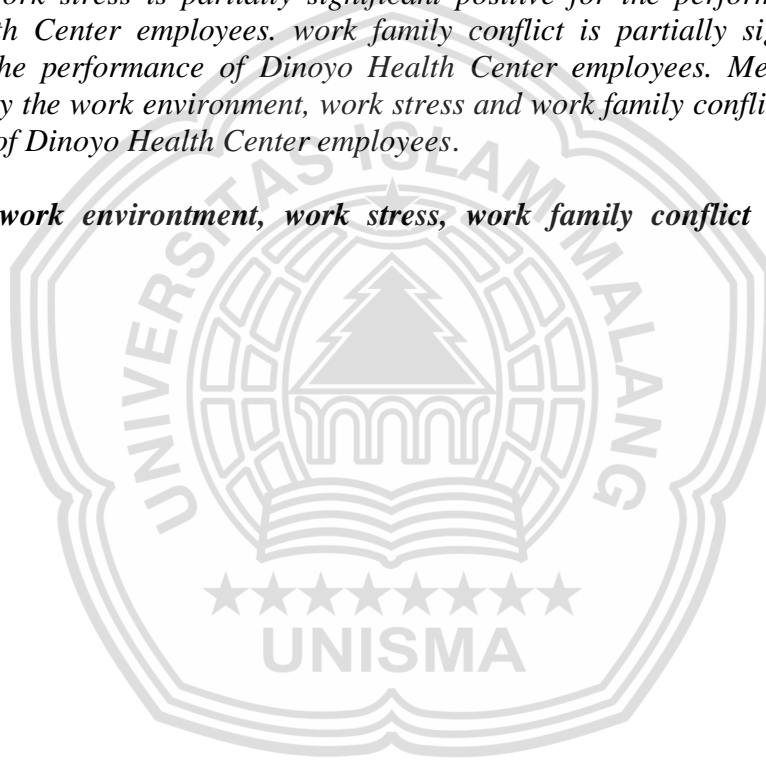 ork stress is partially significant positive for the perform
th Center employees. work family conflict is partially sig
he performance of Dinoyo Health Center employees. Me
y the work environment, work stress and work family confli
of Dinoyo Health Center employees.
work environtment, work stress, work family conflict
UNIVERSITAS ISLAM MALANG
UNISMA